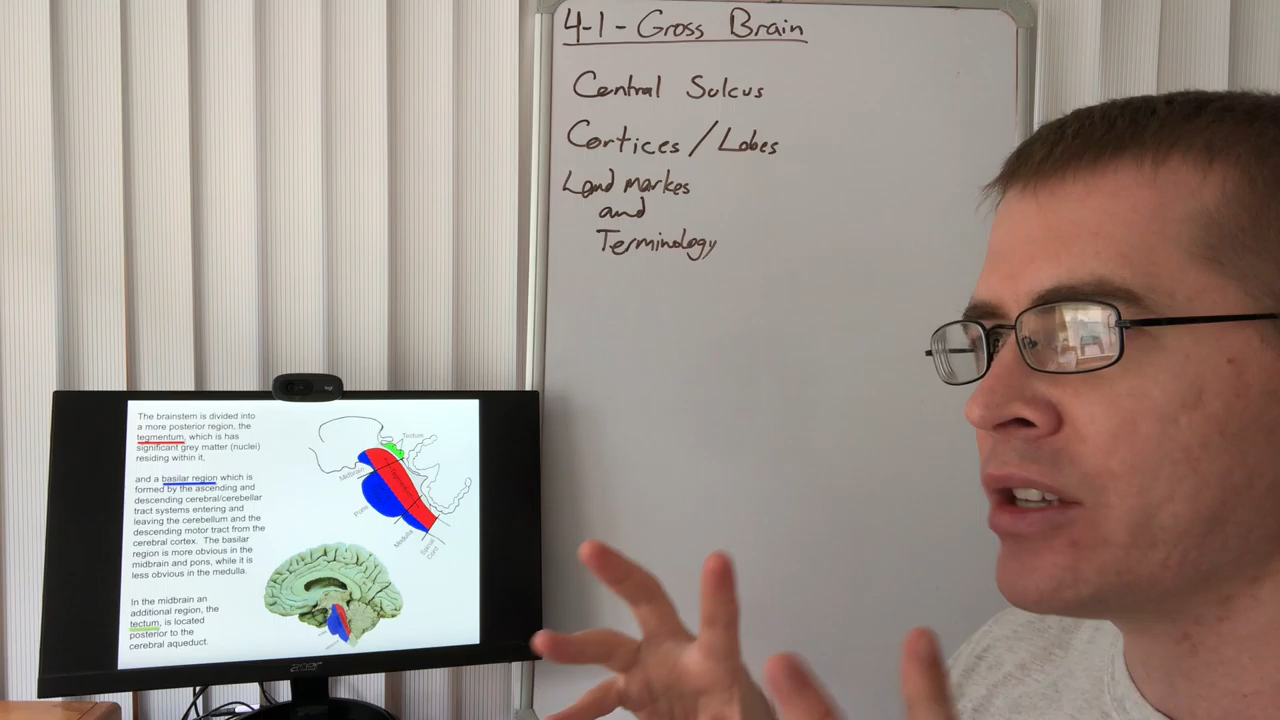 4-1- Gross Brain
Central Sulcus
Cortices / Lobes
Land markes
and
Terminology
The brainstem is divided into
a more posterior region, the
tegmentum, which is has
significant grey matter (nuclei)
residing within it,
and a basilar region which is
formed by the ascending and
descending cerebral/cerebellar
tract systems entering and
leaving the cerebellum and the
descending motor tract from the
cerebral cortex. The basilar
region is more obvious in the
midbrain and pons, while it is
less obvious in the medulla.
In the midbrain an
additional region, the
tectum, is located
posterior to the
cerebral aqueduct.
Tectum
Midbrain
Pons
Medulla
Spinal
Cord
acer